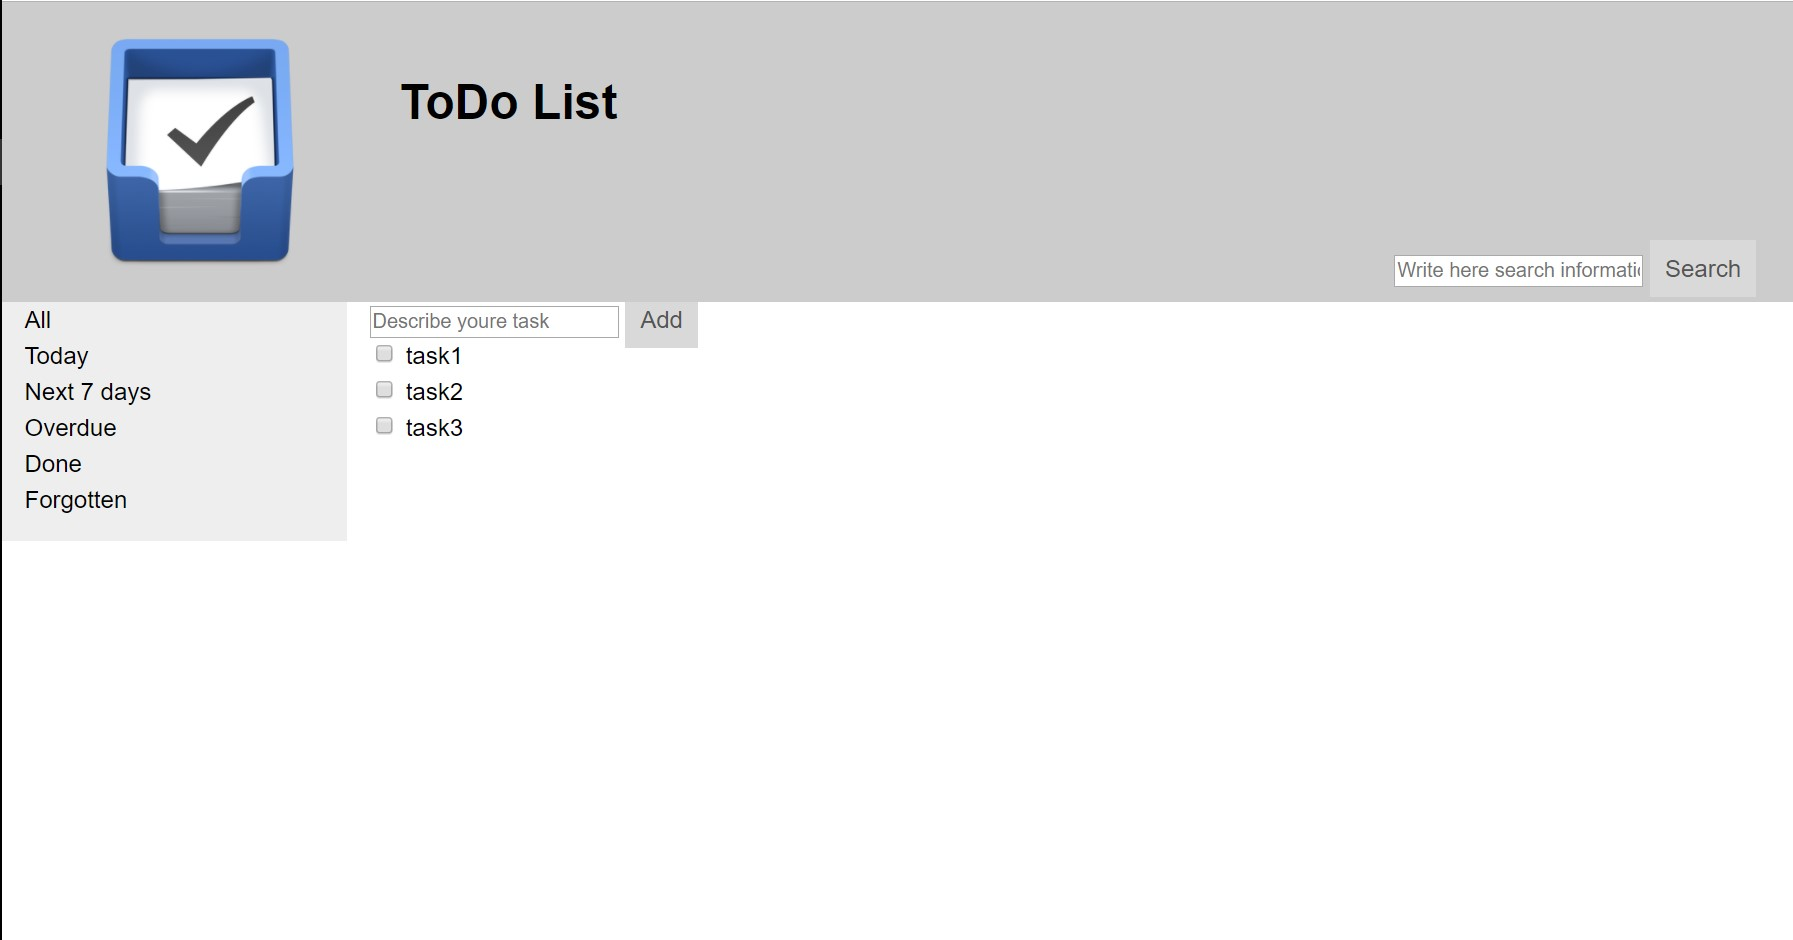 ToDo List
Write here search informati
Search
All
Today
Next 7 days
Overdue
Done
Forgotten
Describe youre task
Add
task1
task2
task3